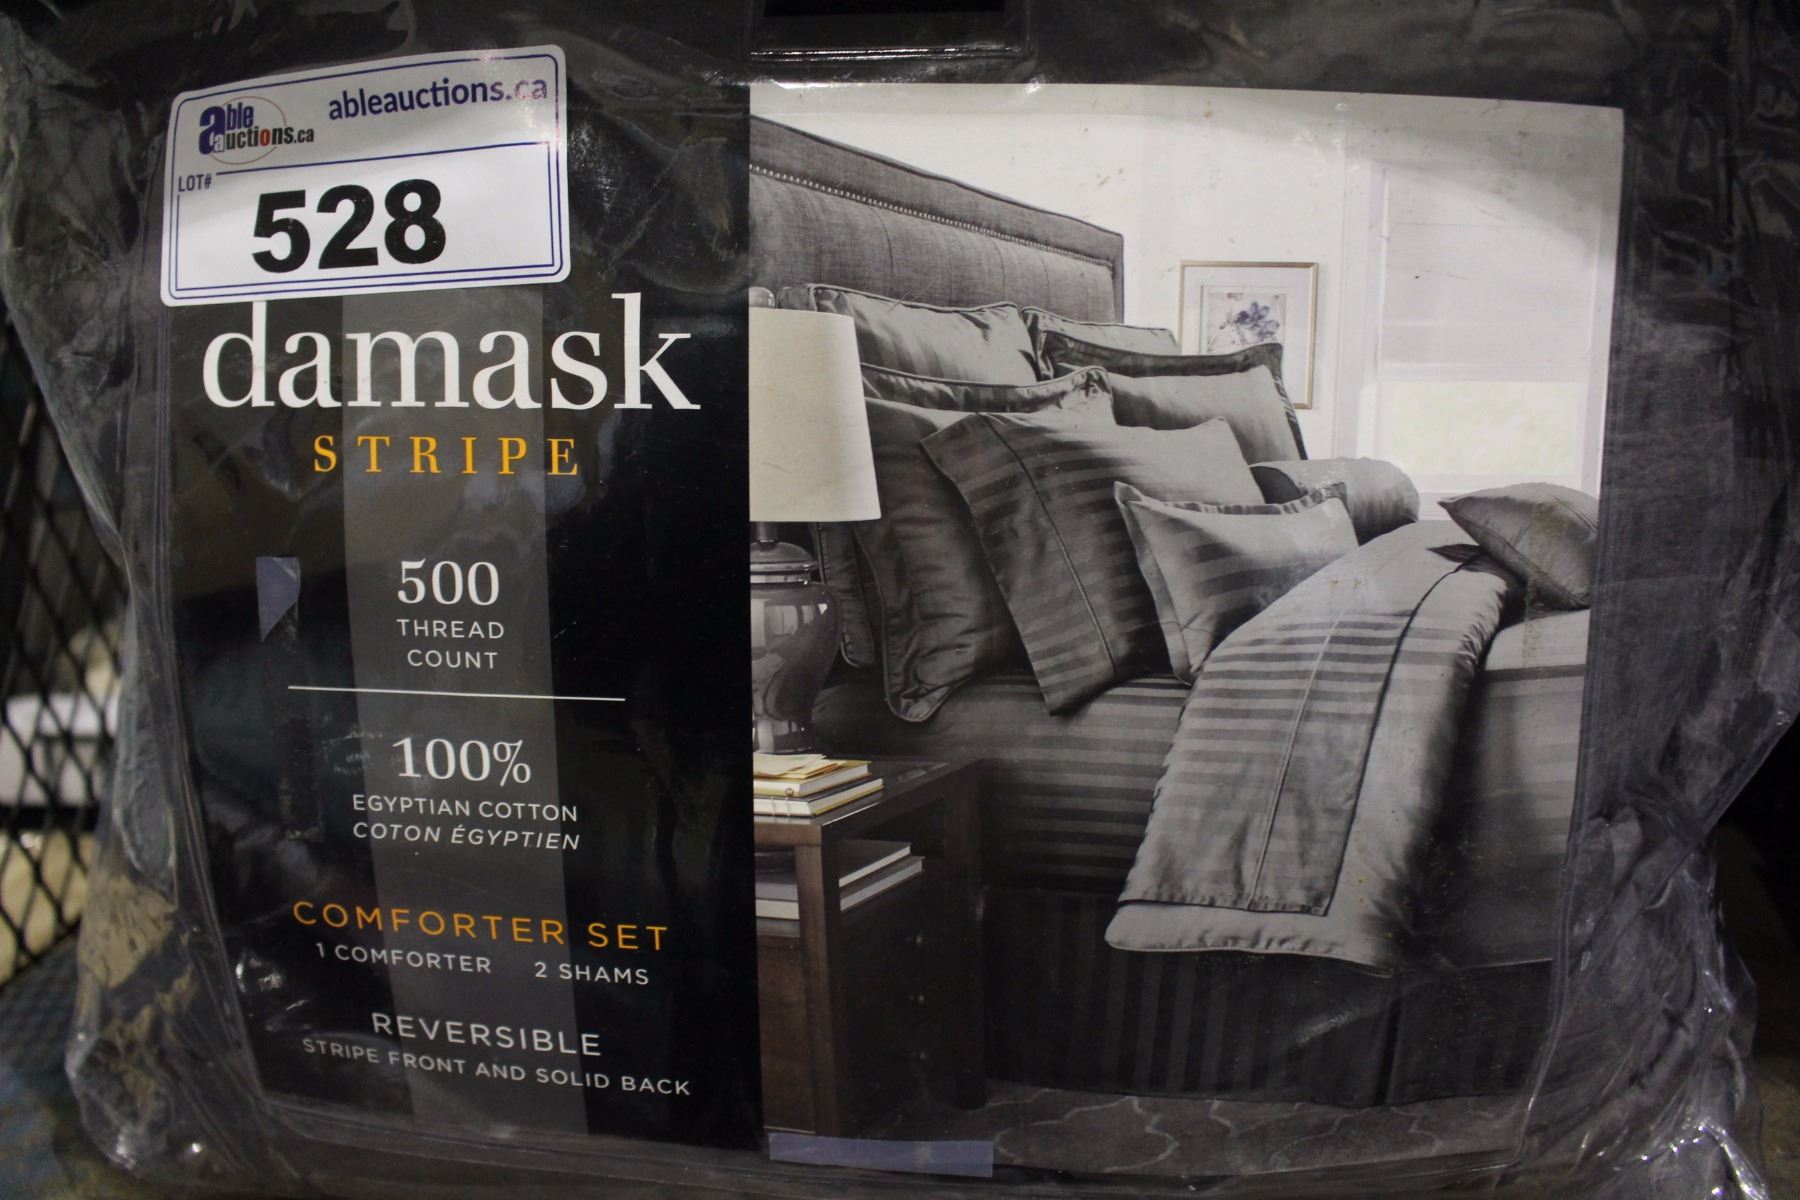 able auctions.ca
ableauctions.ca
LOT#
528
damask
STRIPE
500
THREAD
COUNT
100%
EGYPTIAN COTTON
COTON ÉGYPTIEN
COMFORTER SET
1 COMFORTER 2 SHAMS
REVERSIBLE
STRIPE FRONT AND SOLID BACK